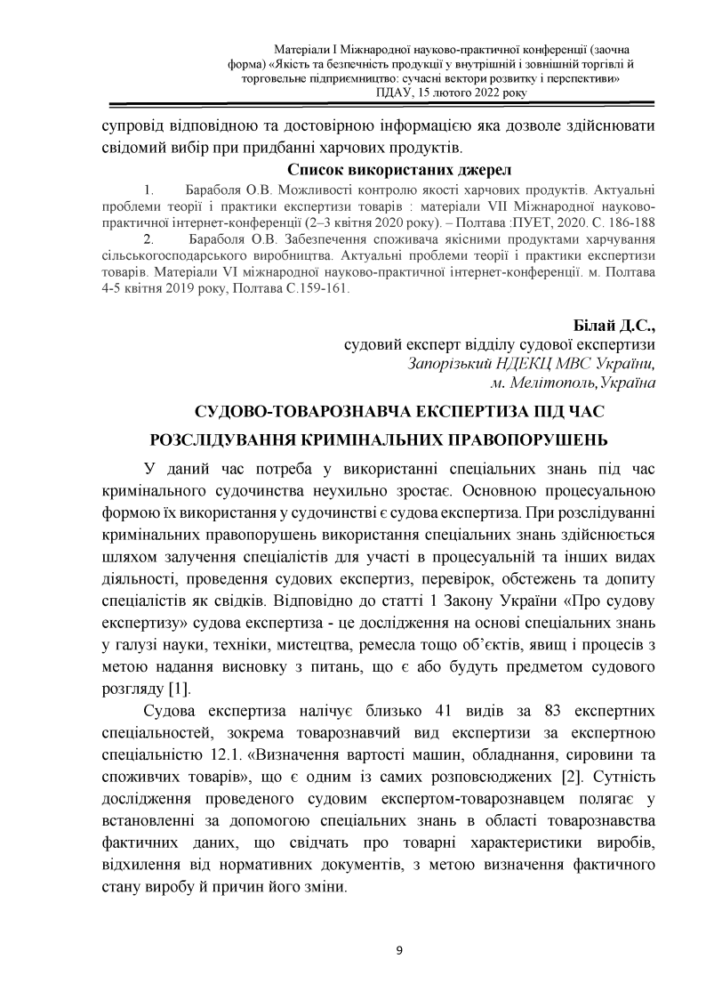 Матеріали І Міжнародної науково-практичної конференції (заочна
форма) «Якість та безпечність продукції у внутрішній і зовнішній торгівлі й
торговельне підприємництво: сучасні вектори розвитку і перспективи»
ПДАУ, 15 лютого 2022 року
супровід відповідною та достовірною інформацією яка дозволе здійснювати
свідомий вибір при придбанні харчових продуктів.
Список використаних джерел
1. Бараболя О.В. Можливості контролю якості харчових продуктів. Актуальні
проблеми теорії і практики експертизи товарів : матеріали VII Міжнародної науково-
практичної інтернет-конференції (2–3 квітня 2020 року). – Полтава :ПУЕТ, 2020. С. 186-188
2. Бараболя О.В. Забезпечення споживача якісними продуктами харчування
сільськогосподарського виробництва. Актуальні проблеми теорії і практики експертизи
товарів. Матеріали VI міжнародної науково-практичної інтернет-конференції. м. Полтава
4-5 квітня 2019 року, Полтава С.159-161.
Білай Д.С.,
судовий експерт відділу судової експертизи
Запорізький НДЕКЦ МВС України,
м. Мелітополь,Україна
СУДОВО-ТОВАРОЗНАВЧА ЕКСПЕРТИЗА ПІД ЧАС
РОЗСЛІДУВАННЯ КРИМІНАЛЬНИХ ПРАВОПОРУШЕНЬ
У даний час потреба у використанні спеціальних знань під час
кримінального судочинства неухильно зростає. Основною процесуальною
формою їх використання у судочинстві є судова експертиза. При розслідуванні
кримінальних правопорушень використання спеціальних знань здійснюється
шляхом залучення спеціалістів для участі в процесуальній та інших видах
діяльності, проведення судових експертиз, перевірок, обстежень та допиту
спеціалістів як свідків. Відповідно до статті 1 Закону України «Про судову
експертизу» судова експертиза - це дослідження на основі спеціальних знань
у галузі науки, техніки, мистецтва, ремесла тощо об’єктів, явищ і процесів з
метою надання висновку з питань, що є або будуть предметом судового
розгляду [1].
Судова експертиза налічує близько 41 видів за 83 експертних
спеціальностей, зокрема товарознавчий вид експертизи за експертною
спеціальністю 12.1. «Визначення вартості машин, обладнання, сировини та
споживчих товарів», що є одним із самих розповсюджених [2]. Сутність
дослідження проведеного судовим експертом-товарознавцем полягає у
встановленні за допомогою спеціальних знань в області товарознавства
фактичних даних, що свідчать про товарні характеристики виробів,
відхилення від нормативних документів, з метою визначення фактичного
стану виробу й причин його зміни.
9